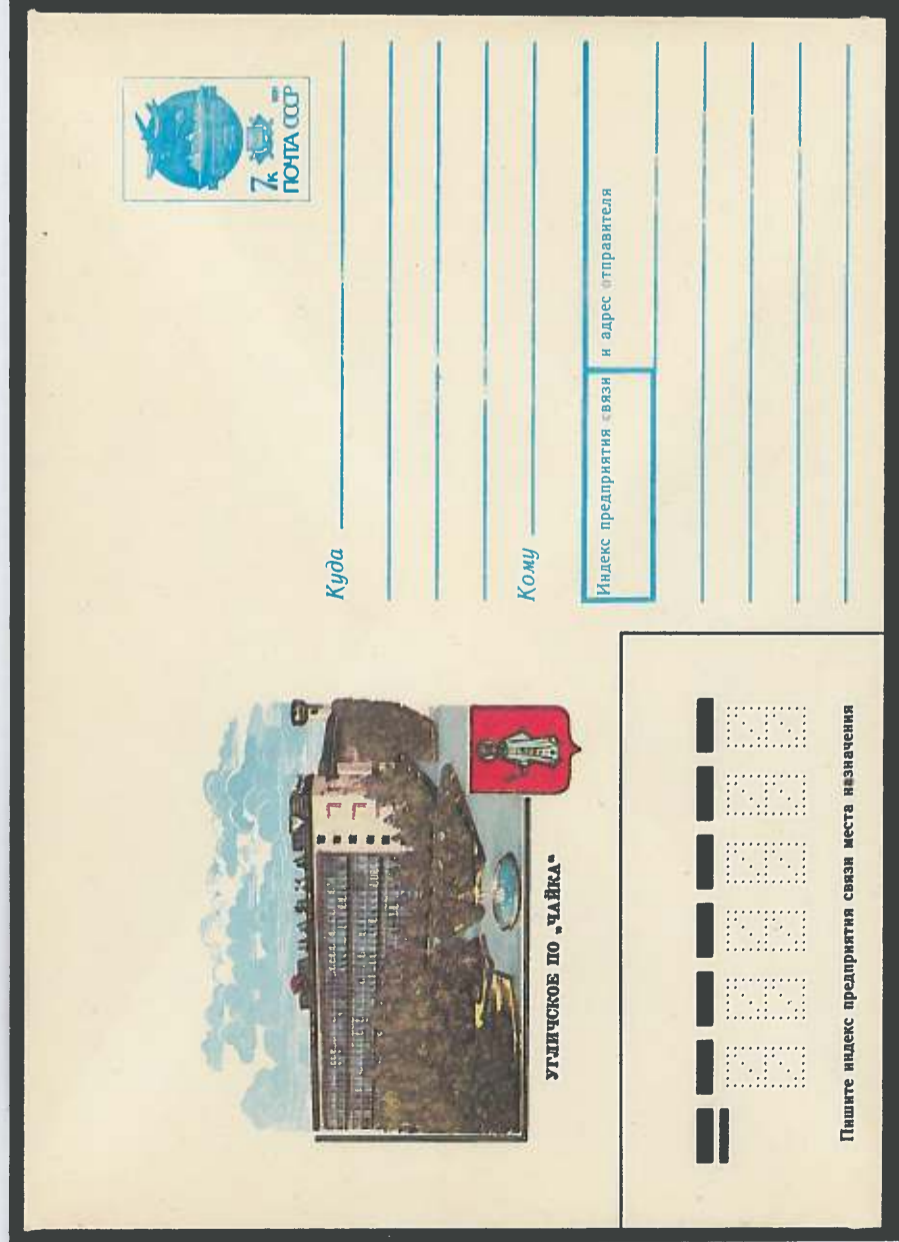 7к
ПОЧТА СССР
Куда
Кому
Индекс предприятия связи и адрес отправителя
УГЛИЧСКОЕ ПО „ЧАЙКА“
Пишите индекс предприятия связи места назначения